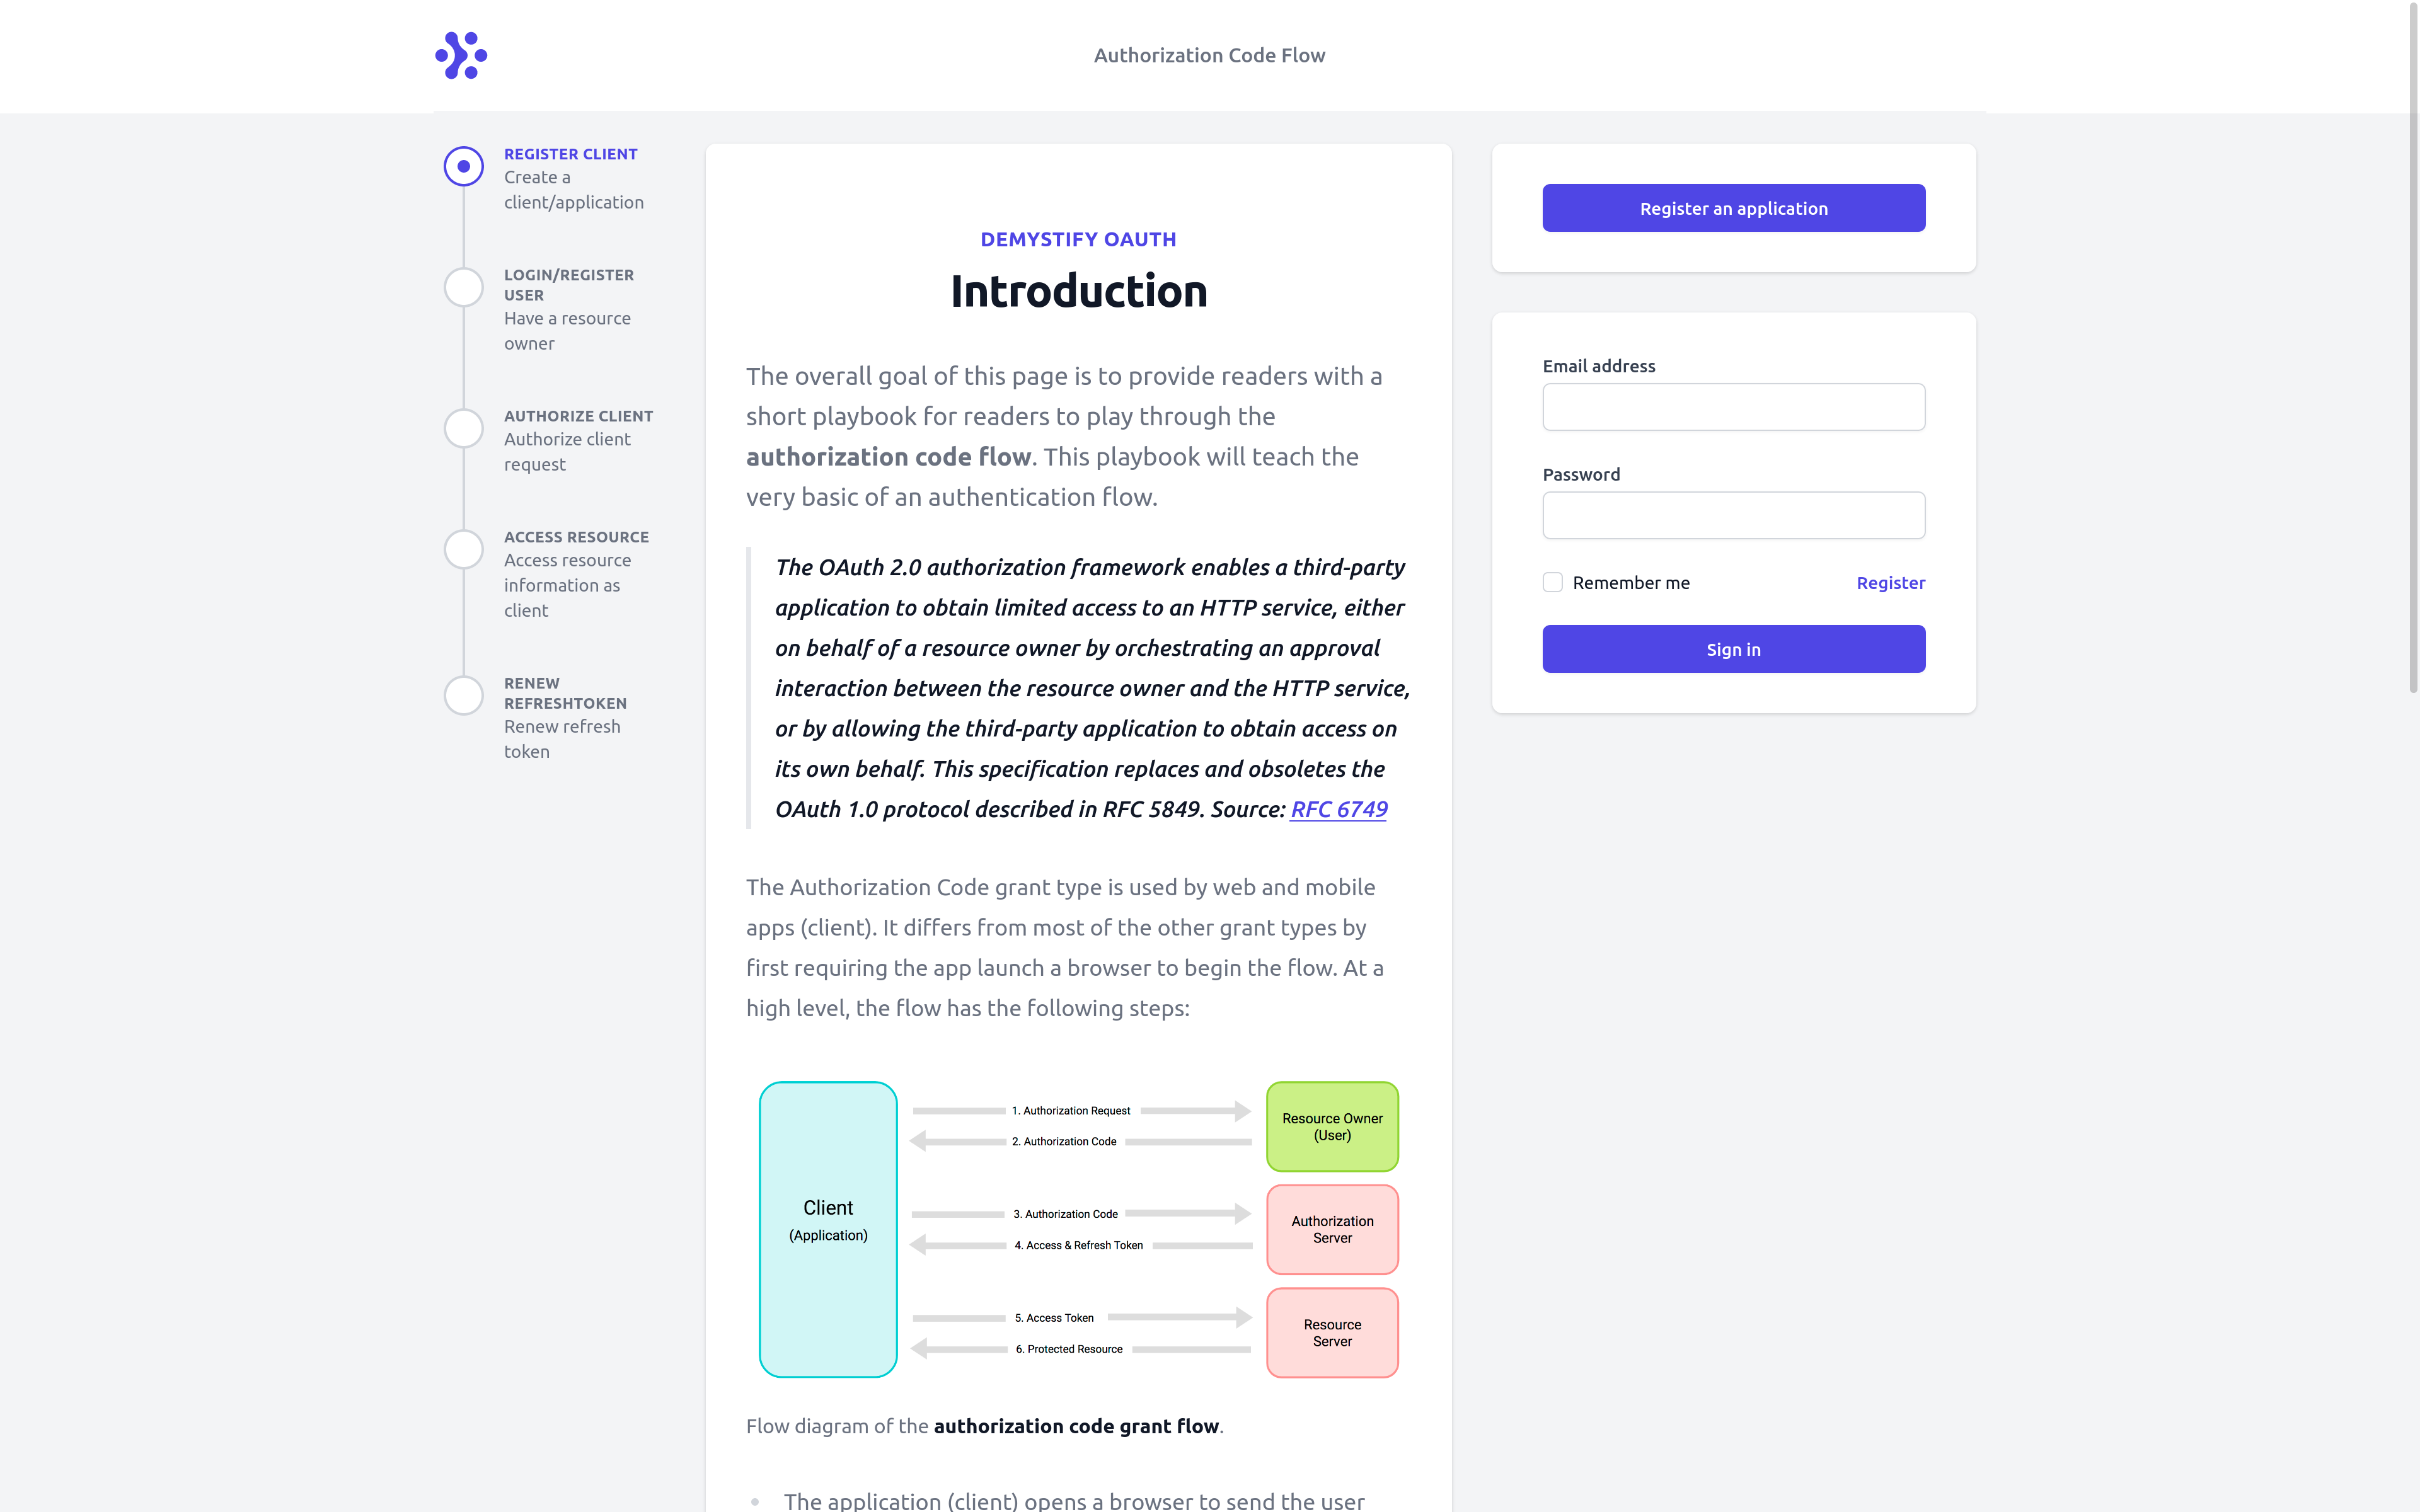 Authorization Code Flow
REGISTER CLIENT
Create a
client/application
LOGIN/REGISTER
USER
Have a resource
owner
AUTHORIZE CLIENT
Authorize client
request
ACCESS RESOURCE
Access resource
information as
client
RENEW
REFRESHTOKEN
Renew refresh
token
DEMYSTIFY OAUTH
Introduction
The overall goal of this page is to provide readers with a
short playbook for readers to play through the
authorization code flow. This playbook will teach the
very basic of an authentication flow.
The OAuth 2.0 authorization framework enables a third-party
application to obtain limited access to an HTTP service, either
on behalf of a resource owner by orchestrating an approval
interaction between the resource owner and the HTTP service,
or by allowing the third-party application to obtain access on
its own behalf. This specification replaces and obsoletes the
OAuth 1.0 protocol described in RFC 5849. Source: RFC 6749
The Authorization Code grant type is used by web and mobile
apps (client). It differs from most of the other grant types by
first requiring the app launch a browser to begin the flow. At a
high level, the flow has the following steps:
Client
(Application)
1. Authorization Request
2. Authorization Code
3. Authorization Code
4. Access & Refresh Token
5. Access Token
6. Protected Resource
Resource Owner
(User)
Authorization
Server
Resource
Server
Flow diagram of the authorization code grant flow.
The application (client) opens a browser to send the user
Register an application
Email address
Password
Remember me
Register
Sign in